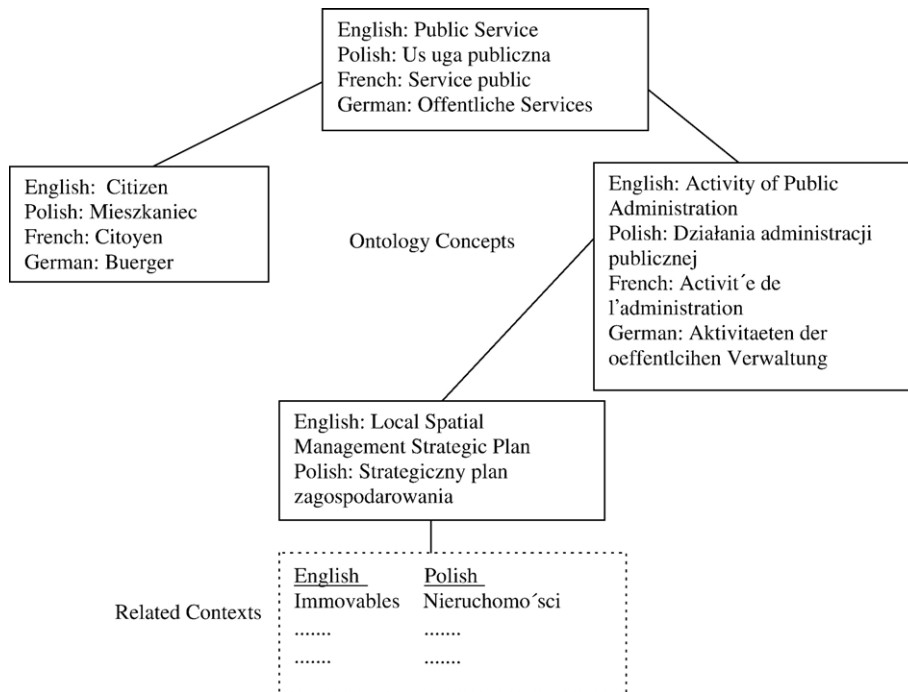 English: Public Service
Polish: Us uga publiczna
French: Service public
German: Offentliche Services
English: Citizen
Polish: Mieszkaniec
French: Citoyen
German: Buerger
English: Activity of Public
Administration
Polish: Działania administracji
publicznej
French: Activit´e de
l'administration
German: Aktivitaeten der
oeffentlcihen Verwaltung
Ontology Concepts
English: Local Spatial
Management Strategic Plan
Polish: Strategiczny plan
zagospodarowania
Related Contexts
English Polish
Immovables Nieruchomo´sci
....... .......
....... .......